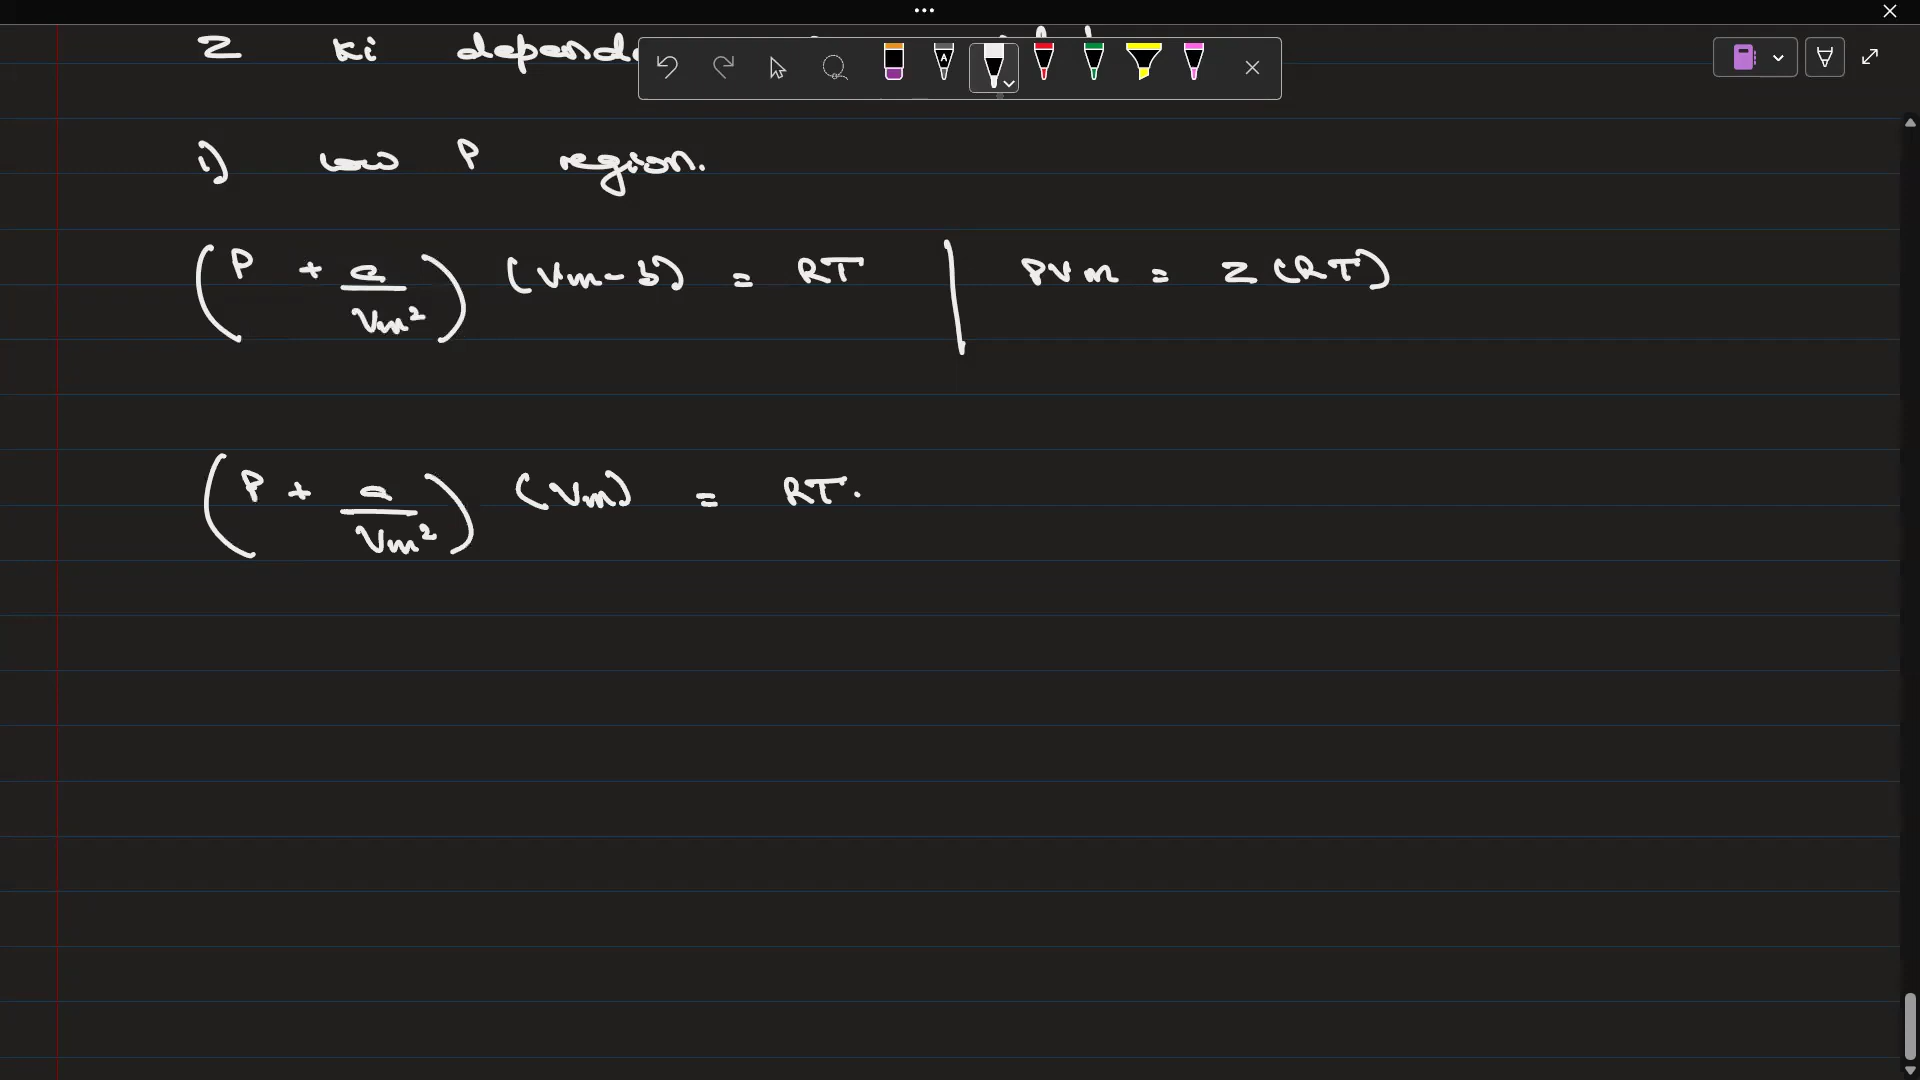 Z ki depend
i) low P region.
(P + a/Vm²) (Vm - b) = RT | PVm = Z (RT)
(P + a/Vm²) (Vm) = RT.